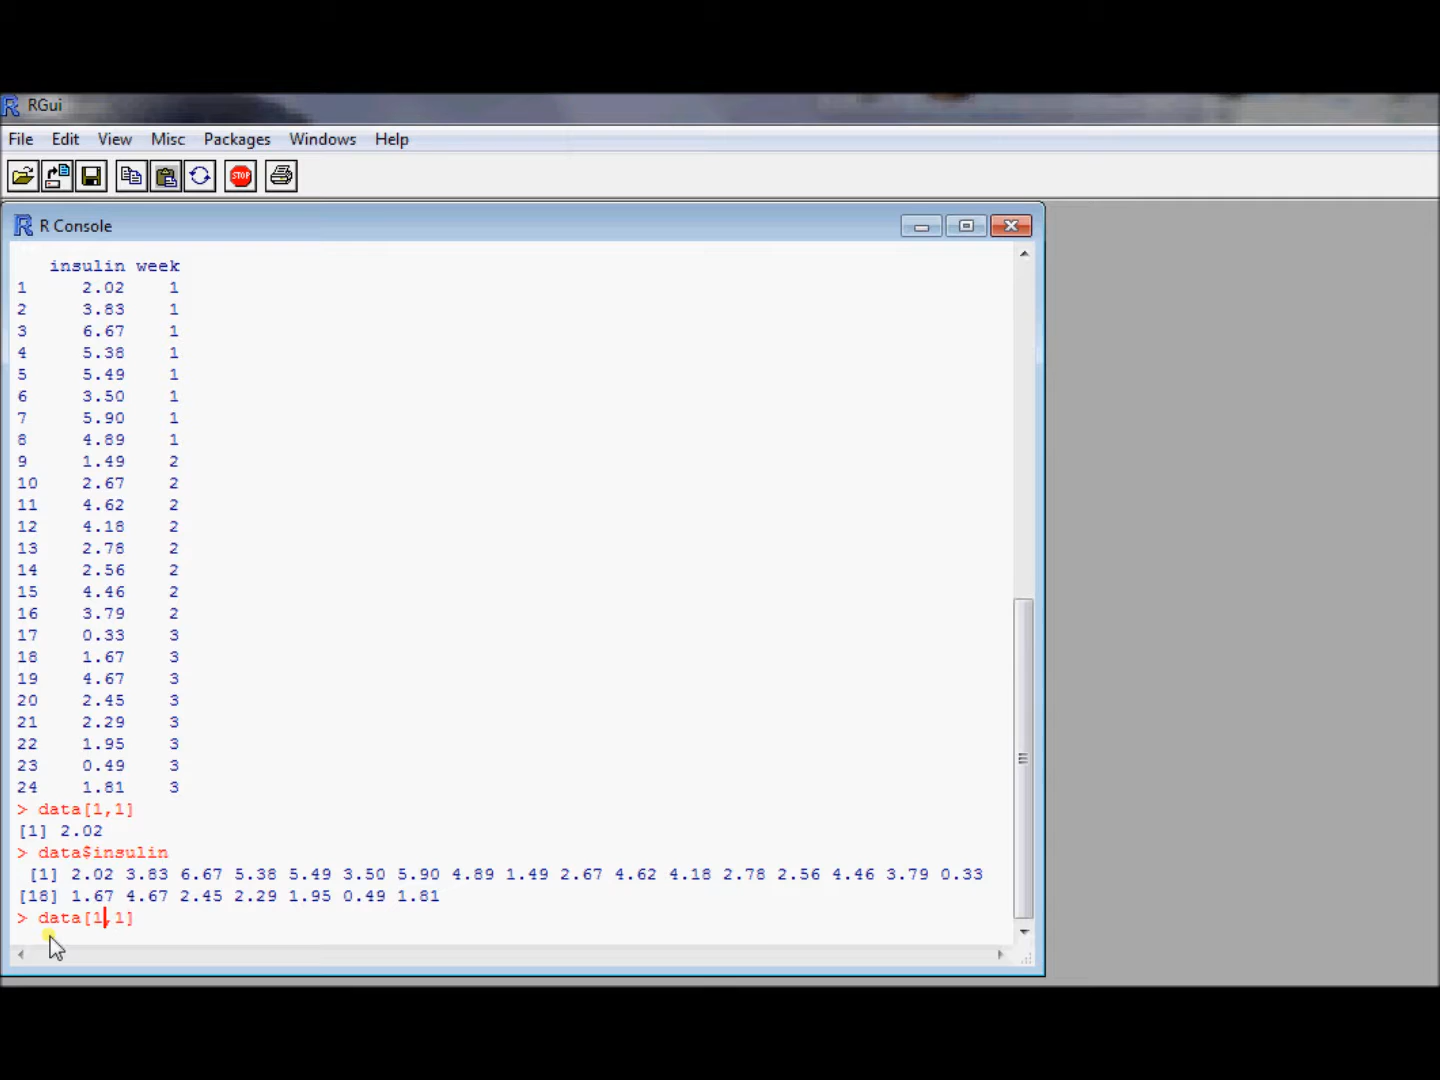 RGui
File Edit View Misc Packages Windows Help
STOP
R Console
insulin week
1 2.02 1
2 3.83 1
3 6.67 1
4 5.38 1
5 5.49 1
6 3.50 1
7 5.90 1
8 4.89 1
9 1.49 2
10 2.67 2
11 4.62 2
12 4.18 2
13 2.78 2
14 2.56 2
15 4.46 2
16 3.79 2
17 0.33 3
18 1.67 3
19 4.67 3
20 2.45 3
21 2.29 3
22 1.95 3
23 0.49 3
24 1.81 3
> data[1,1]
[1] 2.02
> data$insulin
[1] 2.02 3.83 6.67 5.38 5.49 3.50 5.90 4.89 1.49 2.67 4.62 4.18 2.78 2.56 4.46 3.79 0.33
[18] 1.67 4.67 2.45 2.29 1.95 0.49 1.81
> data[1,1]